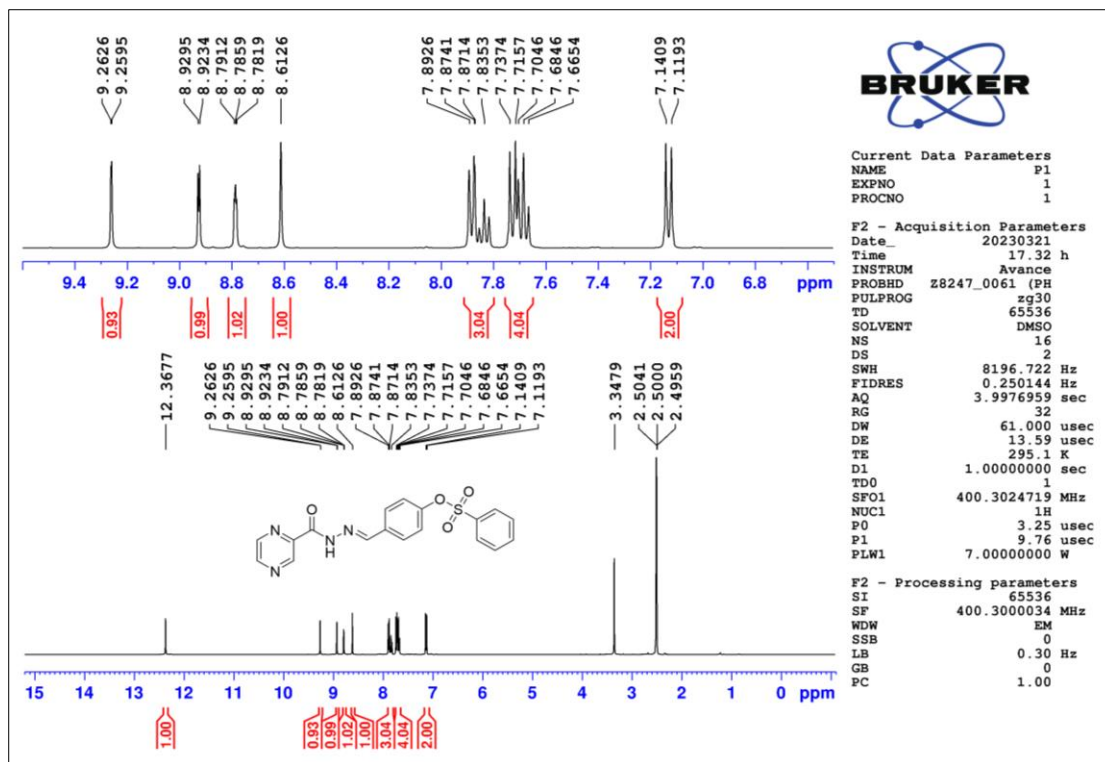 9.2626
9.2595
8.9295
8.9234
8.7912
8.7859
8.7819
8.6126
7.8926
7.8741
7.8714
7.8353
7.7374
7.7157
7.7046
7.6846
7.6654
7.1409
7.1193
9.4 9.2 9.0 8.8 8.6 8.4 8.2 8.0 7.8 7.6 7.4 7.2 7.0 6.8 ppm
0.93 0.99 1.02 1.00 3.04 4.04 2.00
12.3677
9.2626
9.2595
8.9295
8.9234
8.7912
8.7859
8.7819
8.6126
7.8926
7.8741
7.8714
7.8353
7.7374
7.7157
7.7046
7.6846
7.6654
7.1409
7.1193
3.3479
2.5041
2.5000
2.4959
O O
O S
O
N N
N
H
N
O
N
15 14 13 12 11 10 9 8 7 6 5 4 3 2 1 0 ppm
1.00 0.93 0.99 1.02 1.00 3.04 4.04 2.00
BRUKER
Current Data Parameters
NAME P1
EXPNO 1
PROCNO 1
F2 - Acquisition Parameters
Date_ 20230321
Time 17.32 h
INSTRUM Avance
PROBHD Z8247_0061 (PH
PULPROG zg30
TD 65536
SOLVENT DMSO
NS 16
DS 2
SWH 8196.722 Hz
FIDRES 0.250144 Hz
AQ 3.9976959 sec
RG 32
DW 61.000 usec
DE 13.59 usec
TE 295.1 K
D1 1.00000000 sec
TD0 1
SFO1 400.3024719 MHz
NUC1 1H
P0 3.25 usec
P1 9.76 usec
PLW1 7.00000000 W
F2 - Processing parameters
SI 65536
SF 400.3000034 MHz
WDW EM
SSB 0
LB 0.30 Hz
GB 0
PC 1.00